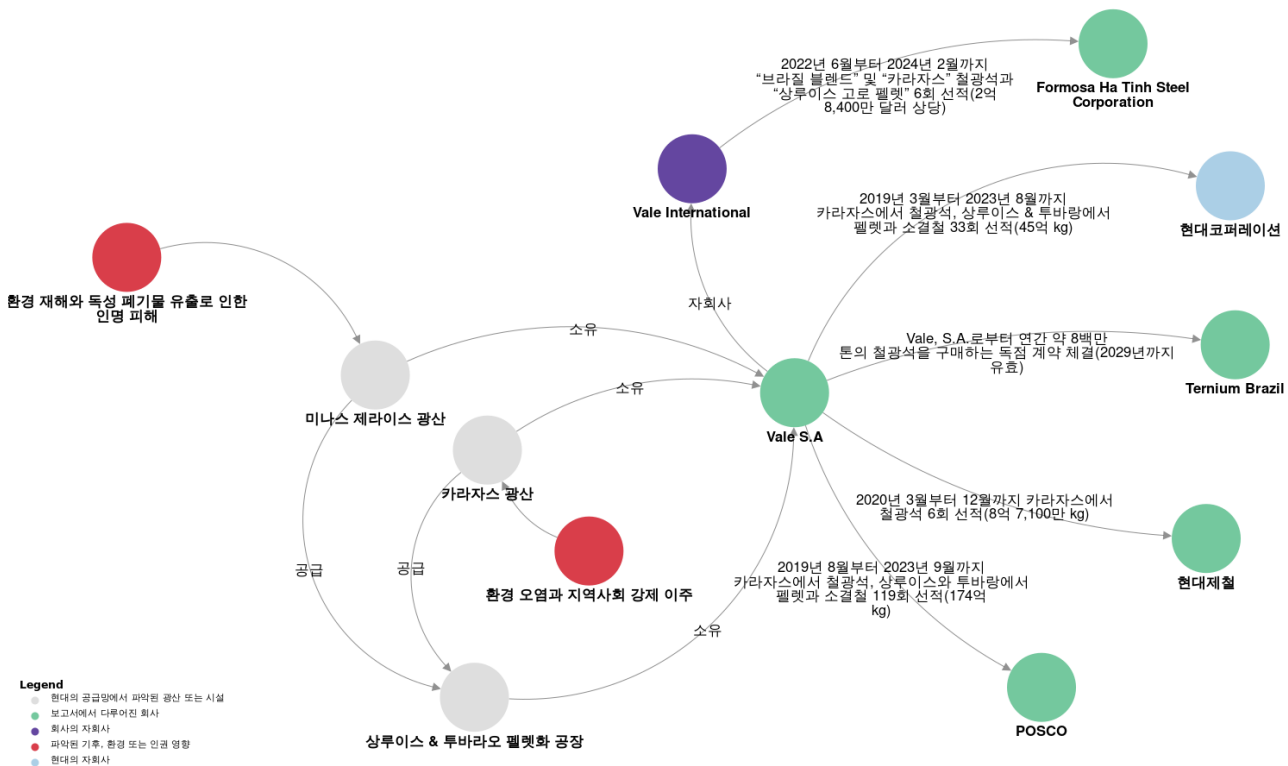 2022년 6월부터 2024년 2월까지
“브라질 블렌드” 및 “카라자스” 철광석과
“상루이스 고로 펠렛” 6회 선적(2억
8,400만 달러 상당)
Formosa Ha Tinh Steel
Corporation
Vale International
2019년 3월부터 2023년 8월까지
카라자스에서 철광석, 상루이스 & 투바랑에서
펠렛과 소결철 33회 선적(45억 kg)
현대코퍼레이션
환경 재해와 독성 폐기물 유출로 인한
인명 피해
자회사
소유
Vale, S.A.로부터 연간 약 8백만
톤의 철광석을 구매하는 독점 계약 체결(2029년까지
유효)
Ternium Brazil
소유
미나스 제라이스 광산
Vale S.A
카라자스 광산
2020년 3월부터 12월까지 카라자스에서
철광석 6회 선적(8억 7,100만 kg)
현대제철
공급
공급
환경 오염과 지역사회 강제 이주
2019년 8월부터 2023년 9월까지
카라자스에서 철광석, 상루이스와 투바랑에서
펠렛과 소결철 119회 선적(174억
kg)
소유
POSCO
상루이스 & 투바라오 펠렛화 공장
Legend
현대의 공급망에서 파악된 광산 또는 시설
보고서에서 다루어진 회사
회사의 자회사
파악된 기후, 환경 또는 인권 영향
현대의 자회사